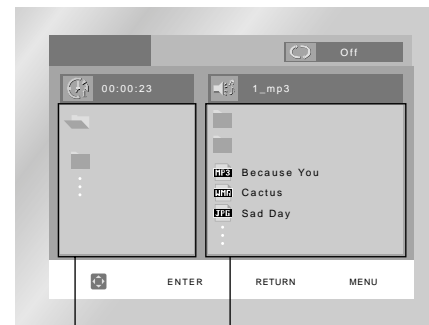 Off
00:00:23 1_mp3
MP3 Because You
WMA Cactus
JPG Sad Day
ENTER RETURN MENU